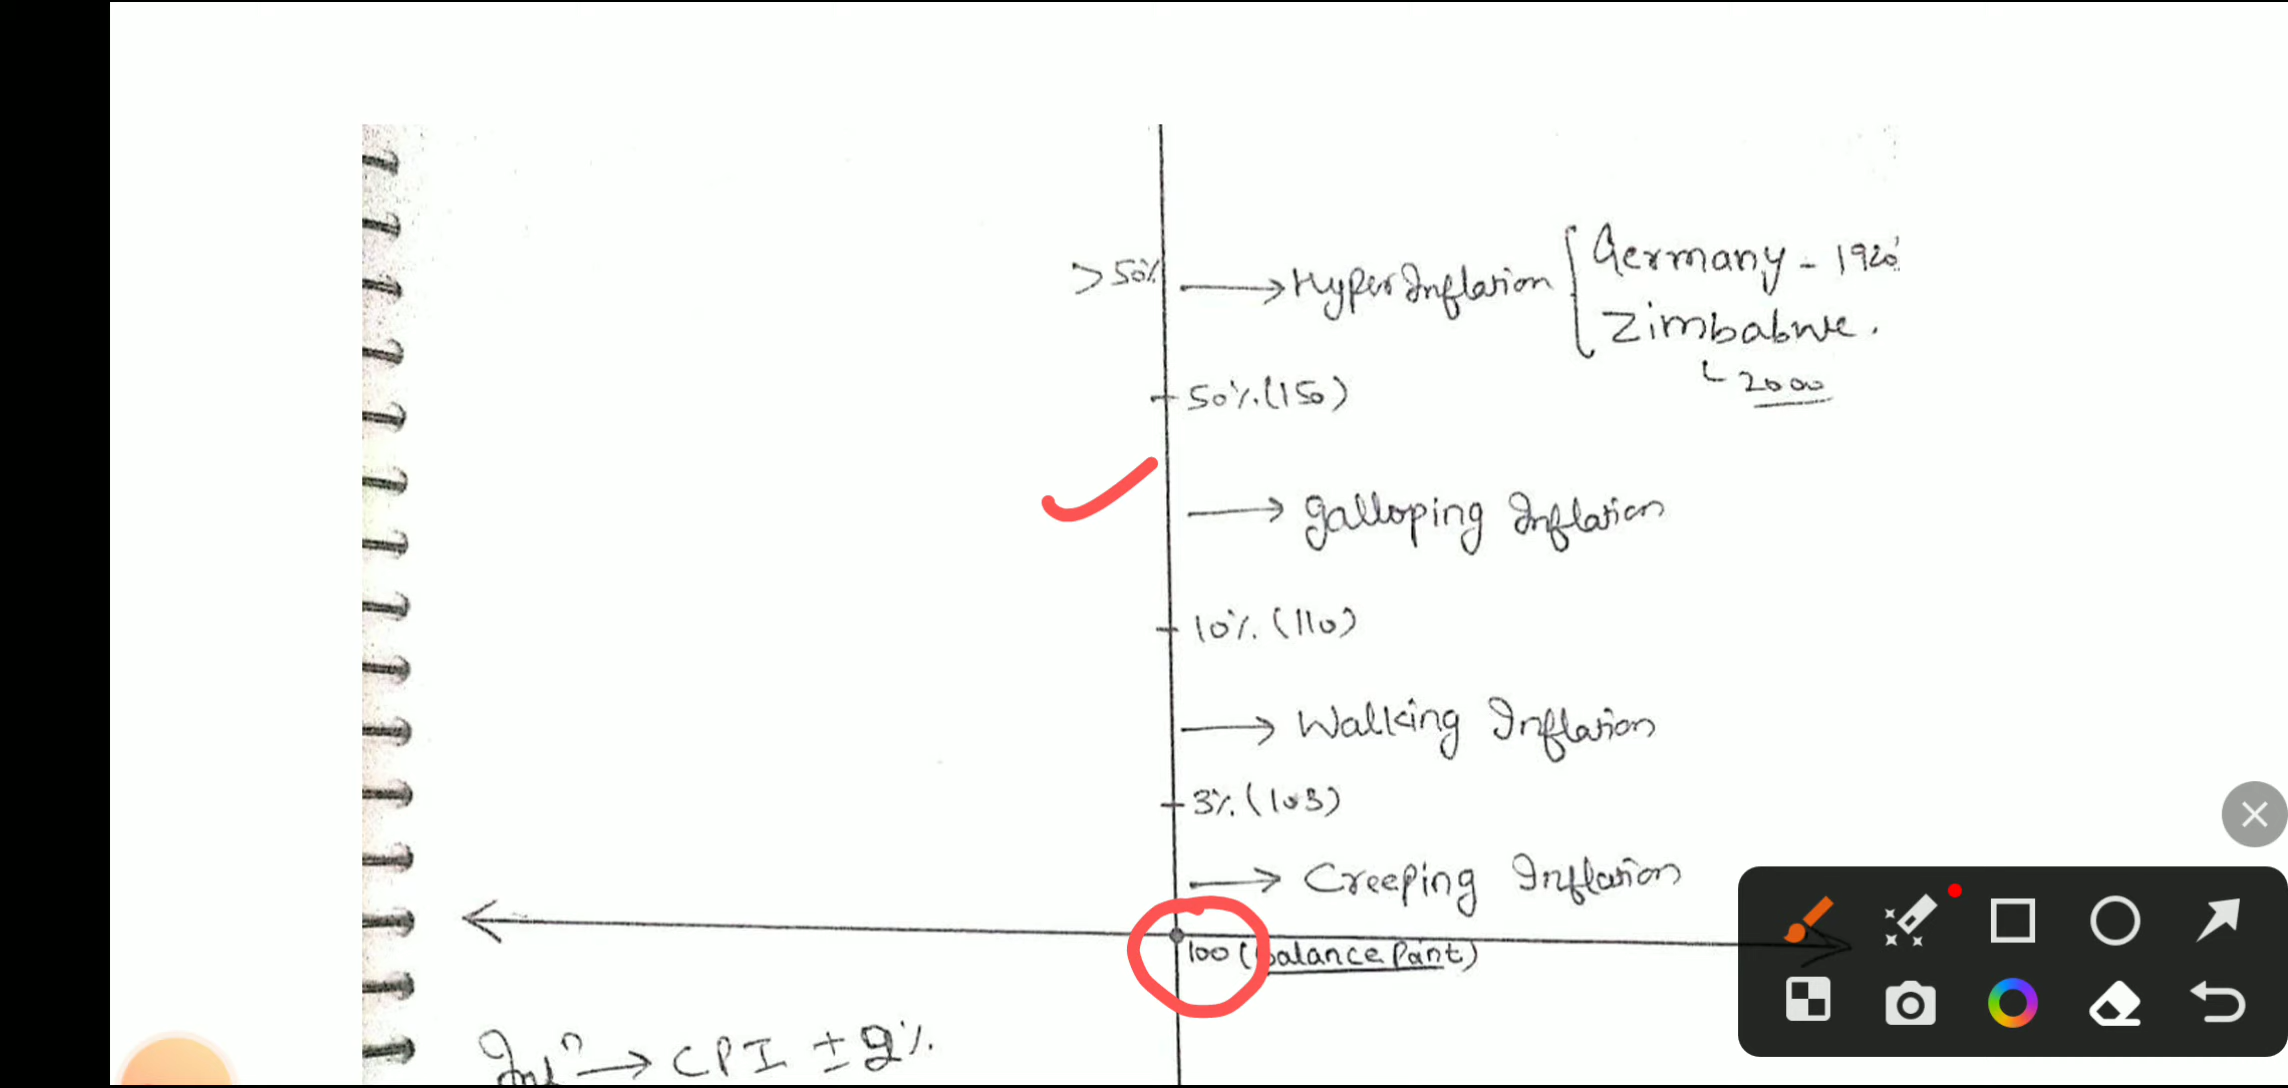 >50% → Hyper Inflation { Germany - 1920'
Zimbabwe.
↳ 2000
50% (150)
→ galloping Inflation
10% (110)
→ Walking Inflation
3% (103)
→ Creeping Inflation
100 (balance Point)
Infⁿ → CPI ± 2%